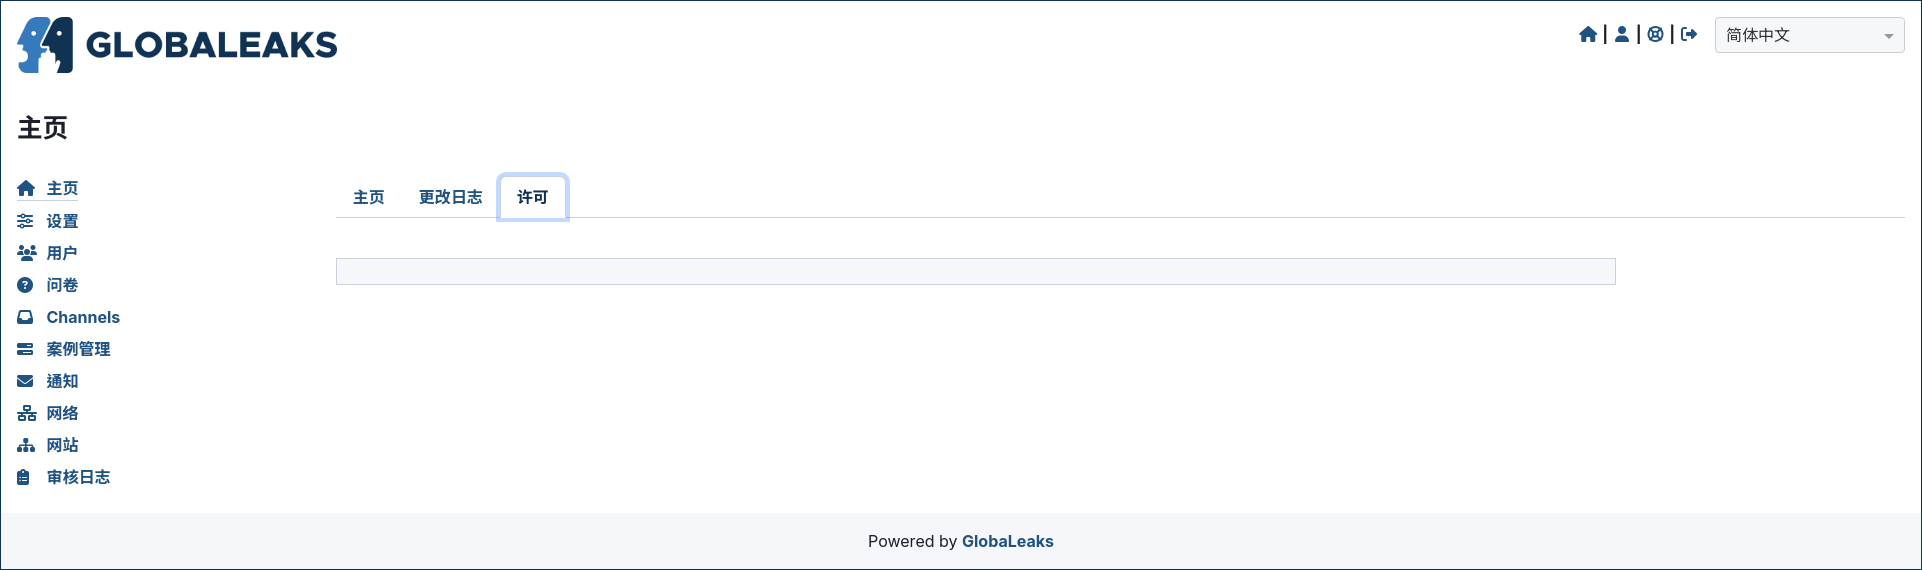 GLOBALEAKS
简体中文
主页
主页
设置
用户
问卷
Channels
案例管理
通知
网络
网站
审核日志
主页 更改日志 许可
Powered by GlobaLeaks